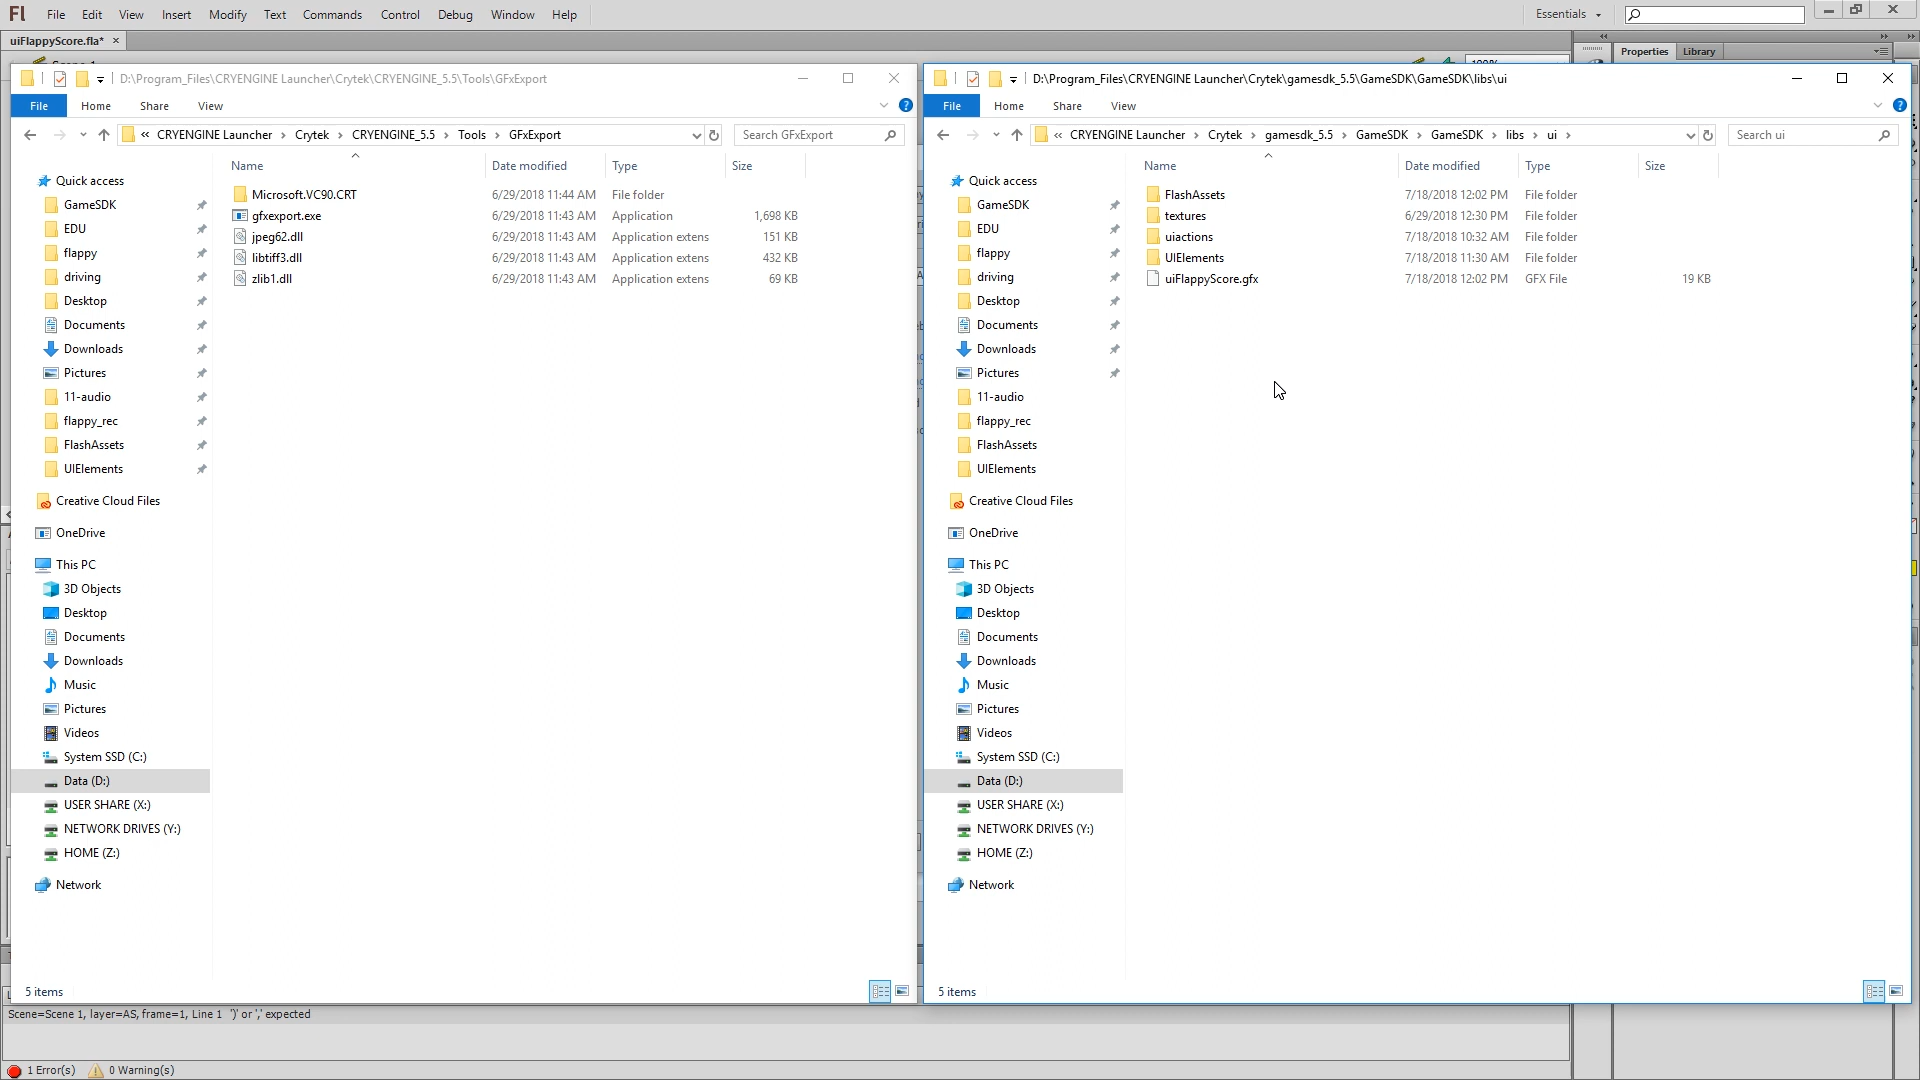 Fl File Edit View Insert Modify Text Commands Control Debug Window Help Essentials
uiFlappyScore.fla* × Properties Library
D:\Program_Files\CRYENGINE Launcher\Crytek\CRYENGINE_5.5\Tools\GFxExport
File Home Share View
« CRYENGINE Launcher › Crytek › CRYENGINE_5.5 › Tools › GFxExport Search GFxExport
Name Date modified Type Size
Quick access
GameSDK
EDU
flappy
driving
Desktop
Documents
Downloads
Pictures
11-audio
flappy_rec
FlashAssets
UIElements
Creative Cloud Files
OneDrive
This PC
3D Objects
Desktop
Documents
Downloads
Music
Pictures
Videos
System SSD (C:)
Data (D:)
USER SHARE (X:)
NETWORK DRIVES (Y:)
HOME (Z:)
Network
Microsoft.VC90.CRT 6/29/2018 11:44 AM File folder
gfxexport.exe 6/29/2018 11:43 AM Application 1,698 KB
jpeg62.dll 6/29/2018 11:43 AM Application extens 151 KB
libtiff3.dll 6/29/2018 11:43 AM Application extens 432 KB
zlib1.dll 6/29/2018 11:43 AM Application extens 69 KB
5 items
D:\Program_Files\CRYENGINE Launcher\Crytek\gamesdk_5.5\GameSDK\GameSDK\libs\ui
File Home Share View
« CRYENGINE Launcher › Crytek › gamesdk_5.5 › GameSDK › GameSDK › libs › ui › Search ui
Name Date modified Type Size
Quick access
GameSDK
EDU
flappy
driving
Desktop
Documents
Downloads
Pictures
11-audio
flappy_rec
FlashAssets
UIElements
Creative Cloud Files
OneDrive
This PC
3D Objects
Desktop
Documents
Downloads
Music
Pictures
Videos
System SSD (C:)
Data (D:)
USER SHARE (X:)
NETWORK DRIVES (Y:)
HOME (Z:)
Network
FlashAssets 7/18/2018 12:02 PM File folder
textures 6/29/2018 12:30 PM File folder
uiactions 7/18/2018 10:32 AM File folder
UIElements 7/18/2018 11:30 AM File folder
uiFlappyScore.gfx 7/18/2018 12:02 PM GFX File 19 KB
5 items
Scene=Scene 1, layer=AS, frame=1, Line 1 ')' or ',' expected
1 Error(s) 0 Warning(s)